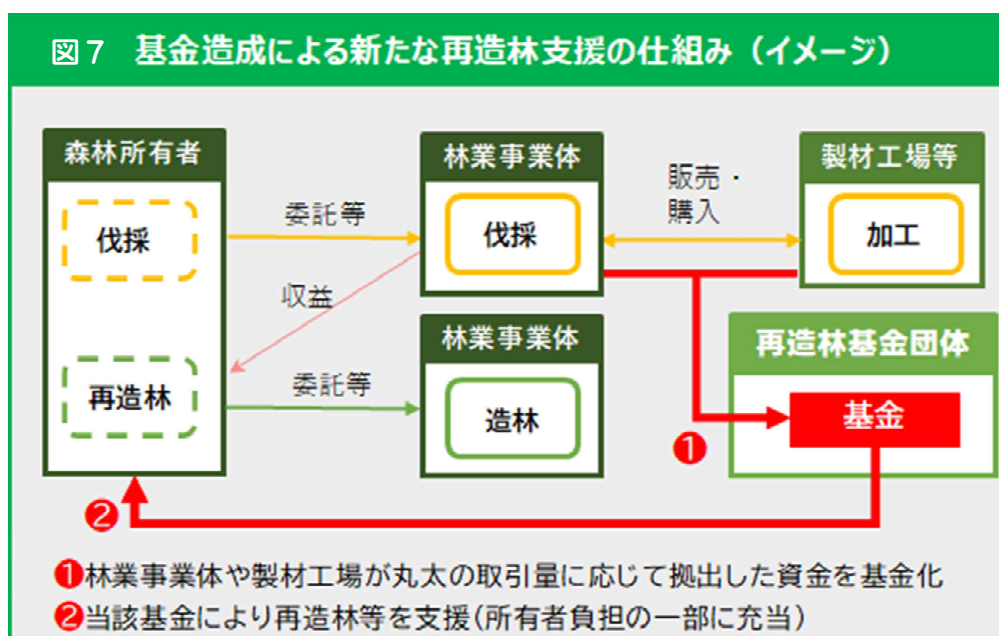 図7 基金造成による新たな再造林支援の仕組み（イメージ）
森林所有者
伐採
再造林
委託等
収益
委託等
林業事業体
伐採
林業事業体
造林
販売・
購入
製材工場等
加工
再造林基金団体
基金
❶
❷
❶林業事業体や製材工場が丸太の取引量に応じて拠出した資金を基金化
❷当該基金により再造林等を支援(所有者負担の一部に充当)